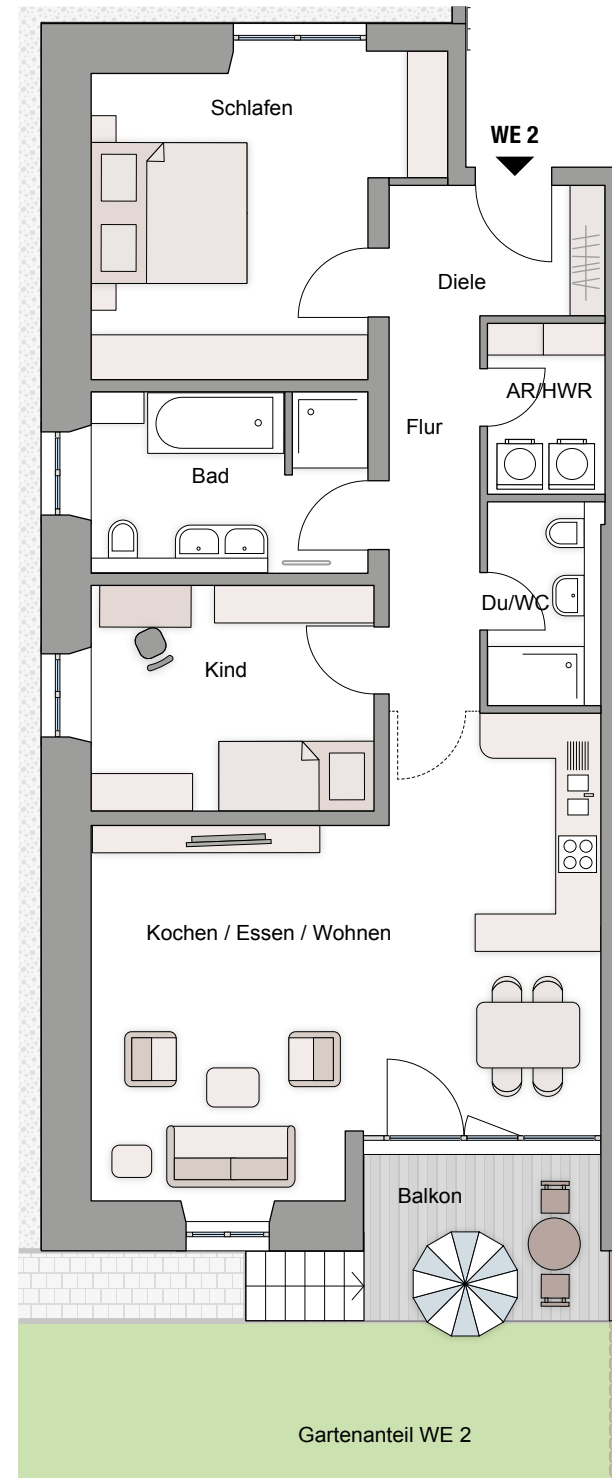 Schlafen
WE 2
Diele
AR/HWR
Flur
Bad
Du/WC
Kind
Kochen / Essen / Wohnen
Balkon
Gartenanteil WE 2